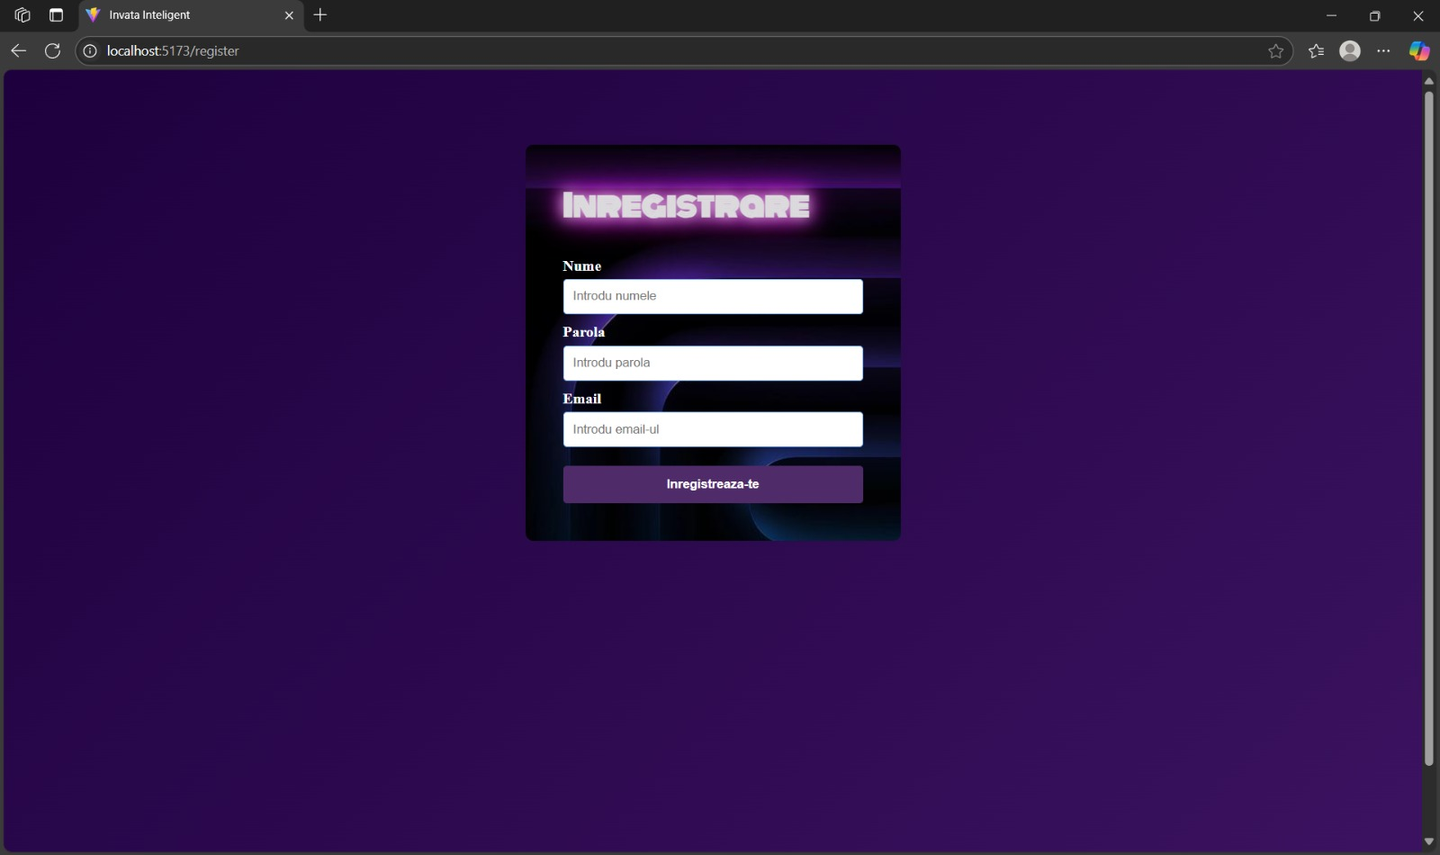 Invata Inteligent
localhost:5173/register
INREGISTRARE
Nume
Introdu numele
Parola
Introdu parola
Email
Introdu email-ul
Inregistreaza-te